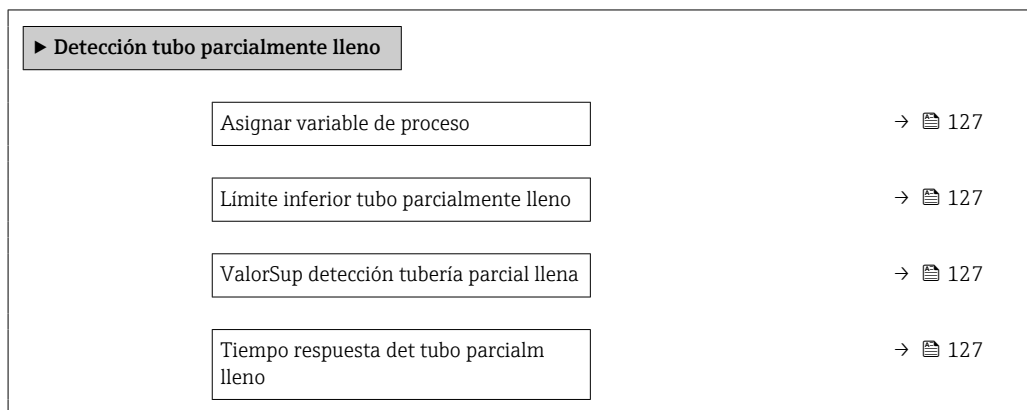 ▶ Detección tubo parcialmente lleno
Asignar variable de proceso → 127
Límite inferior tubo parcialmente lleno → 127
ValorSup detección tubería parcial llena → 127
Tiempo respuesta det tubo parcialm → 127
lleno